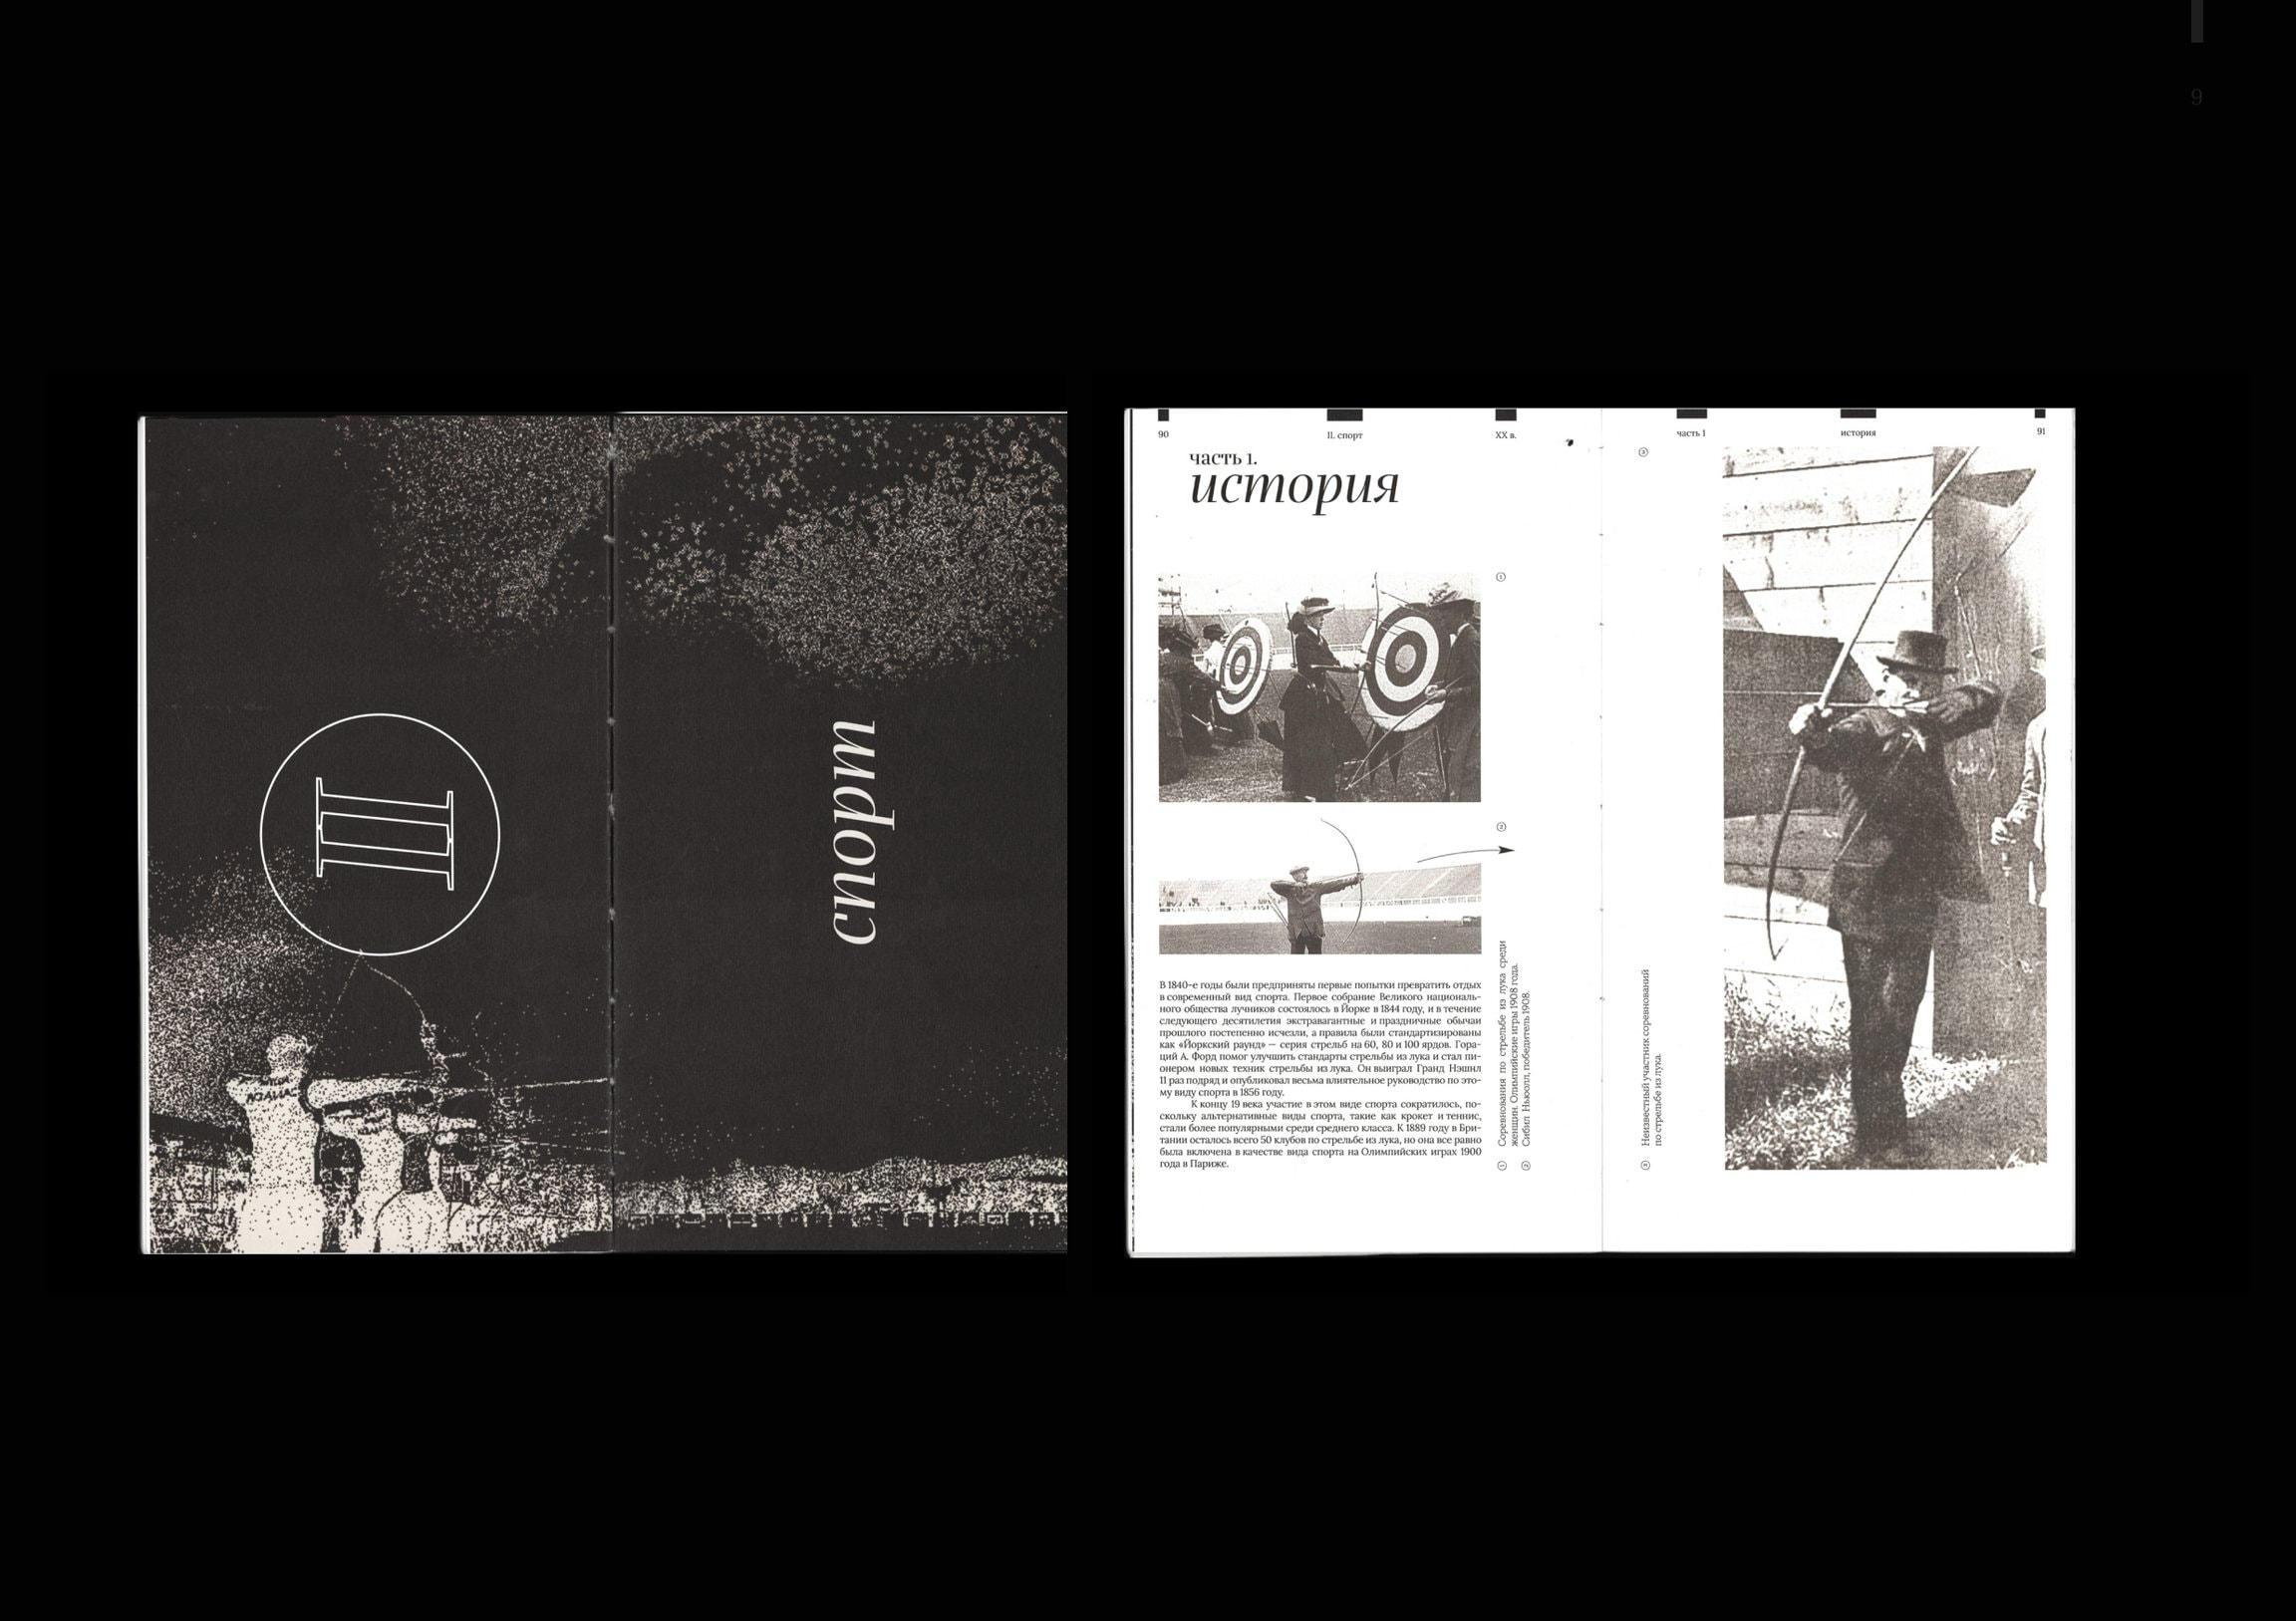 9
II
спорт
90
II. спорт
XX в.
часть 1.
история
①
②
В 1840-е годы были предприняты первые попытки превратить отдых
в современный вид спорта. Первое собрание Великого националь-
ного общества лучников состоялось в Йорке в 1844 году, и в течение
следующего десятилетия экстравагантные и праздничные обычаи
прошлого постепенно исчезли, а правила были стандартизированы
как «Йоркский раунд» — серия стрельб на 60, 80 и 100 ярдов. Гора-
ций А. Форд помог улучшить стандарты стрельбы из лука и стал пи-
онером новых техник стрельбы из лука. Он выиграл Гранд Нэшнл
11 раз подряд и опубликовал весьма влиятельное руководство по это-
му виду спорта в 1856 году.
К концу 19 века участие в этом виде спорта сократилось, по-
скольку альтернативные виды спорта, такие как крокет и теннис,
стали более популярными среди среднего класса. К 1889 году в Бри-
тании осталось всего 50 клубов по стрельбе из лука, но она все равно
была включена в качестве вида спорта на Олимпийских играх 1900
года в Париже.
① Соревнования по стрельбе из лука среди
женщин. Олимпийские игры 1908 года.
② Сибил Ньюолл, победитель 1908.
часть 1
история
91
③
③ Неизвестный участник соревнований
по стрельбе из лука.